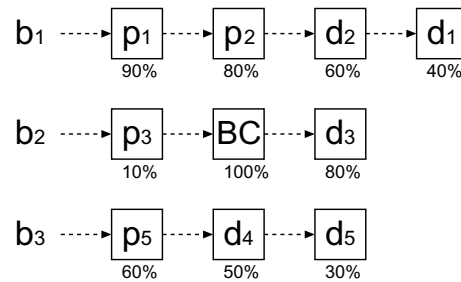 b1 p1 p2 d2 d1
90% 80% 60% 40%
b2 p3 BC d3
10% 100% 80%
b3 p5 d4 d5
60% 50% 30%